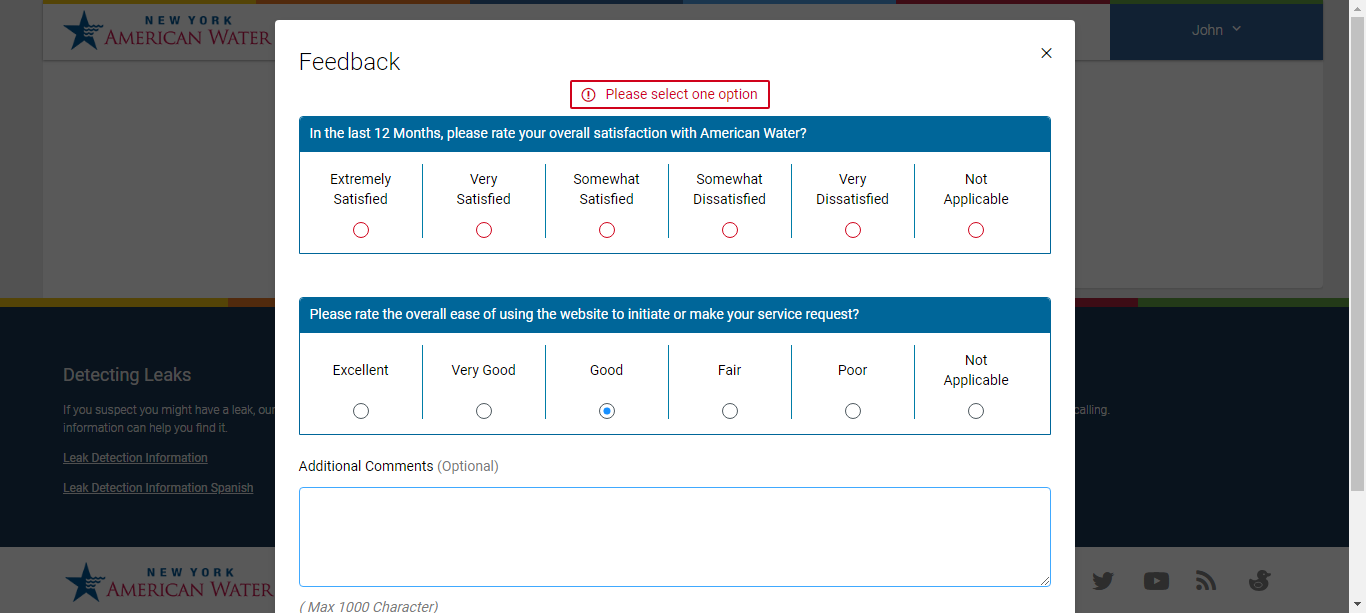 NEW YORK
AMERICAN WATER
John
Feedback
Please select one option
In the last 12 Months, please rate your overall satisfaction with American Water?
Extremely Satisfied
Very Satisfied
Somewhat Satisfied
Somewhat Dissatisfied
Very Dissatisfied
Not Applicable
Please rate the overall ease of using the website to initiate or make your service request?
Excellent
Very Good
Good
Fair
Poor
Not Applicable
Additional Comments (Optional)
( Max 1000 Character)
Detecting Leaks
If you suspect you might have a leak, our
calling.
information can help you find it.
Leak Detection Information
Leak Detection Information Spanish
NEW YORK
AMERICAN WATER